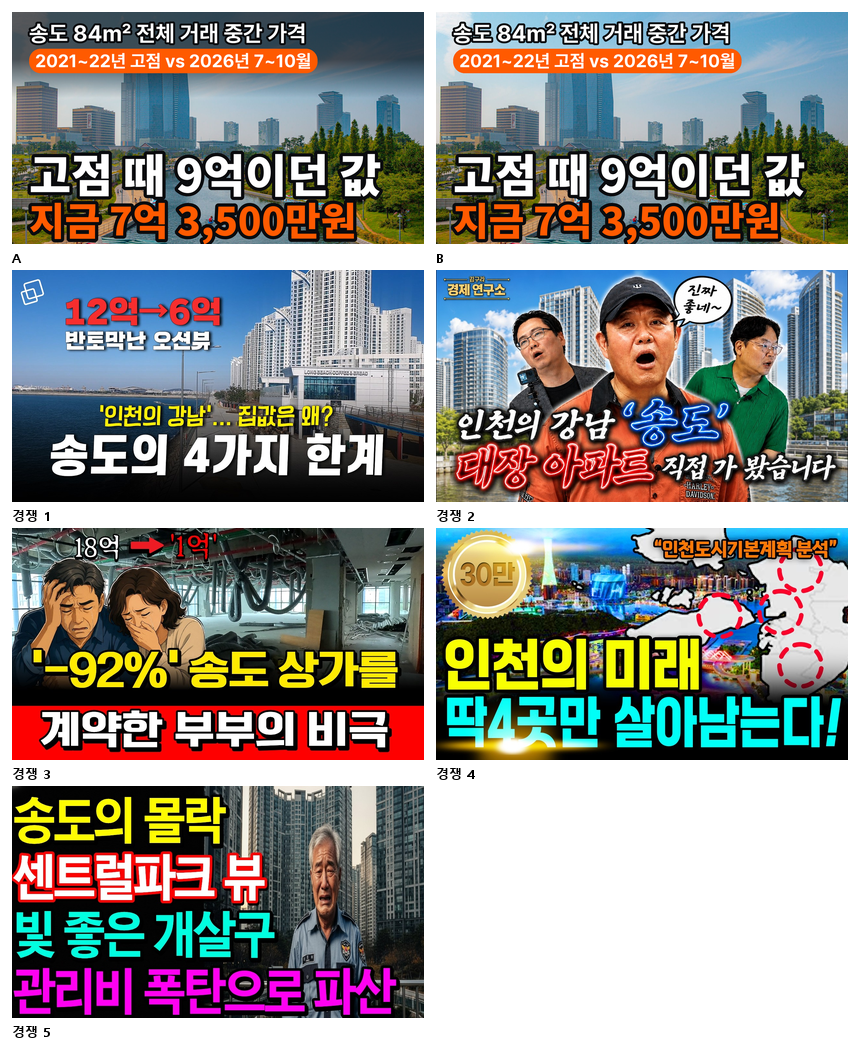 송도 84m² 전체 거래 중간 가격
2021~22년 고점 vs 2026년 7~10월
고점 때 9억이던 값
지금 7억 3,500만원
A
송도 84m² 전체 거래 중간 가격
2021~22년 고점 vs 2026년 7~10월
고점 때 9억이던 값
지금 7억 3,500만원
B
12억→6억
반토막난 오션뷰
LONG BEACH COFFEE & BREAD
'인천의 강남'... 집값은 왜?
송도의 4가지 한계
경쟁 1
김구라
경제 연구소
진짜
좋네~
인천의 강남 '송도'
대장 아파트 직접 가 봤습니다
HARLEY-
DAVIDSON
경쟁 2
18억 → '1억'
'-92%' 송도 상가를
계약한 부부의 비극
경쟁 3
"인천도시기본계획 분석"
30만
인천의 미래
딱4곳만 살아남는다!
경쟁 4
송도의 몰락
센트럴파크 뷰
빛 좋은 개살구
관리비 폭탄으로 파산
경쟁 5